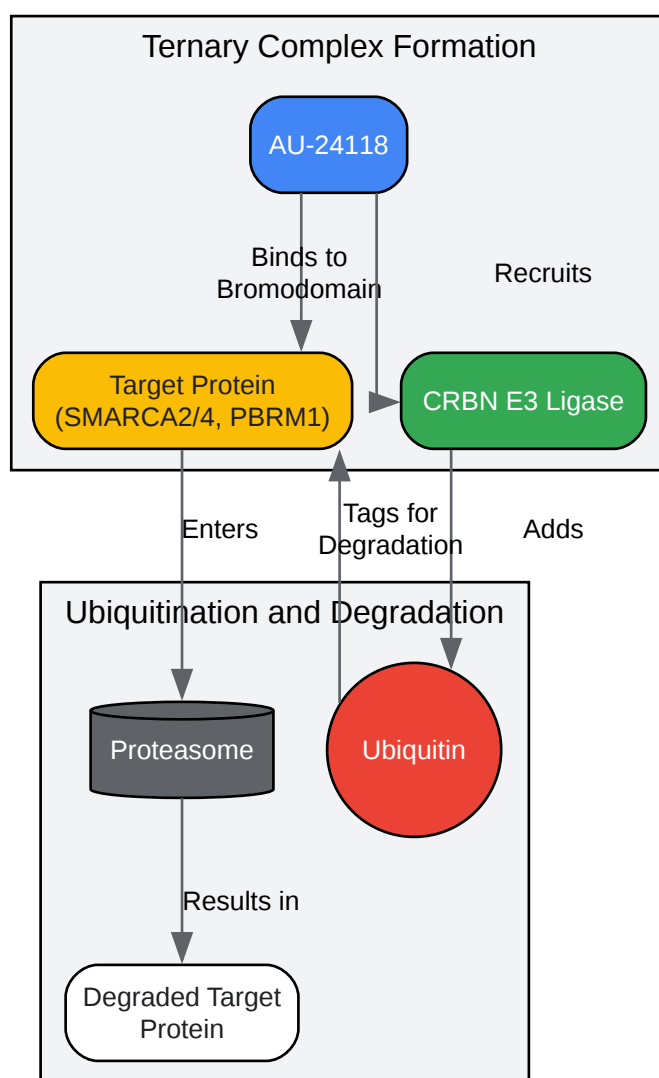 Ternary Complex Formation
AU-24118
Binds to
Bromodomain
Recruits
Target Protein
(SMARCA2/4, PBRM1)
CRBN E3 Ligase
Enters
Tags for
Degradation
Adds
Ubiquitination and Degradation
Proteasome
Ubiquitin
Results in
Degraded Target
Protein